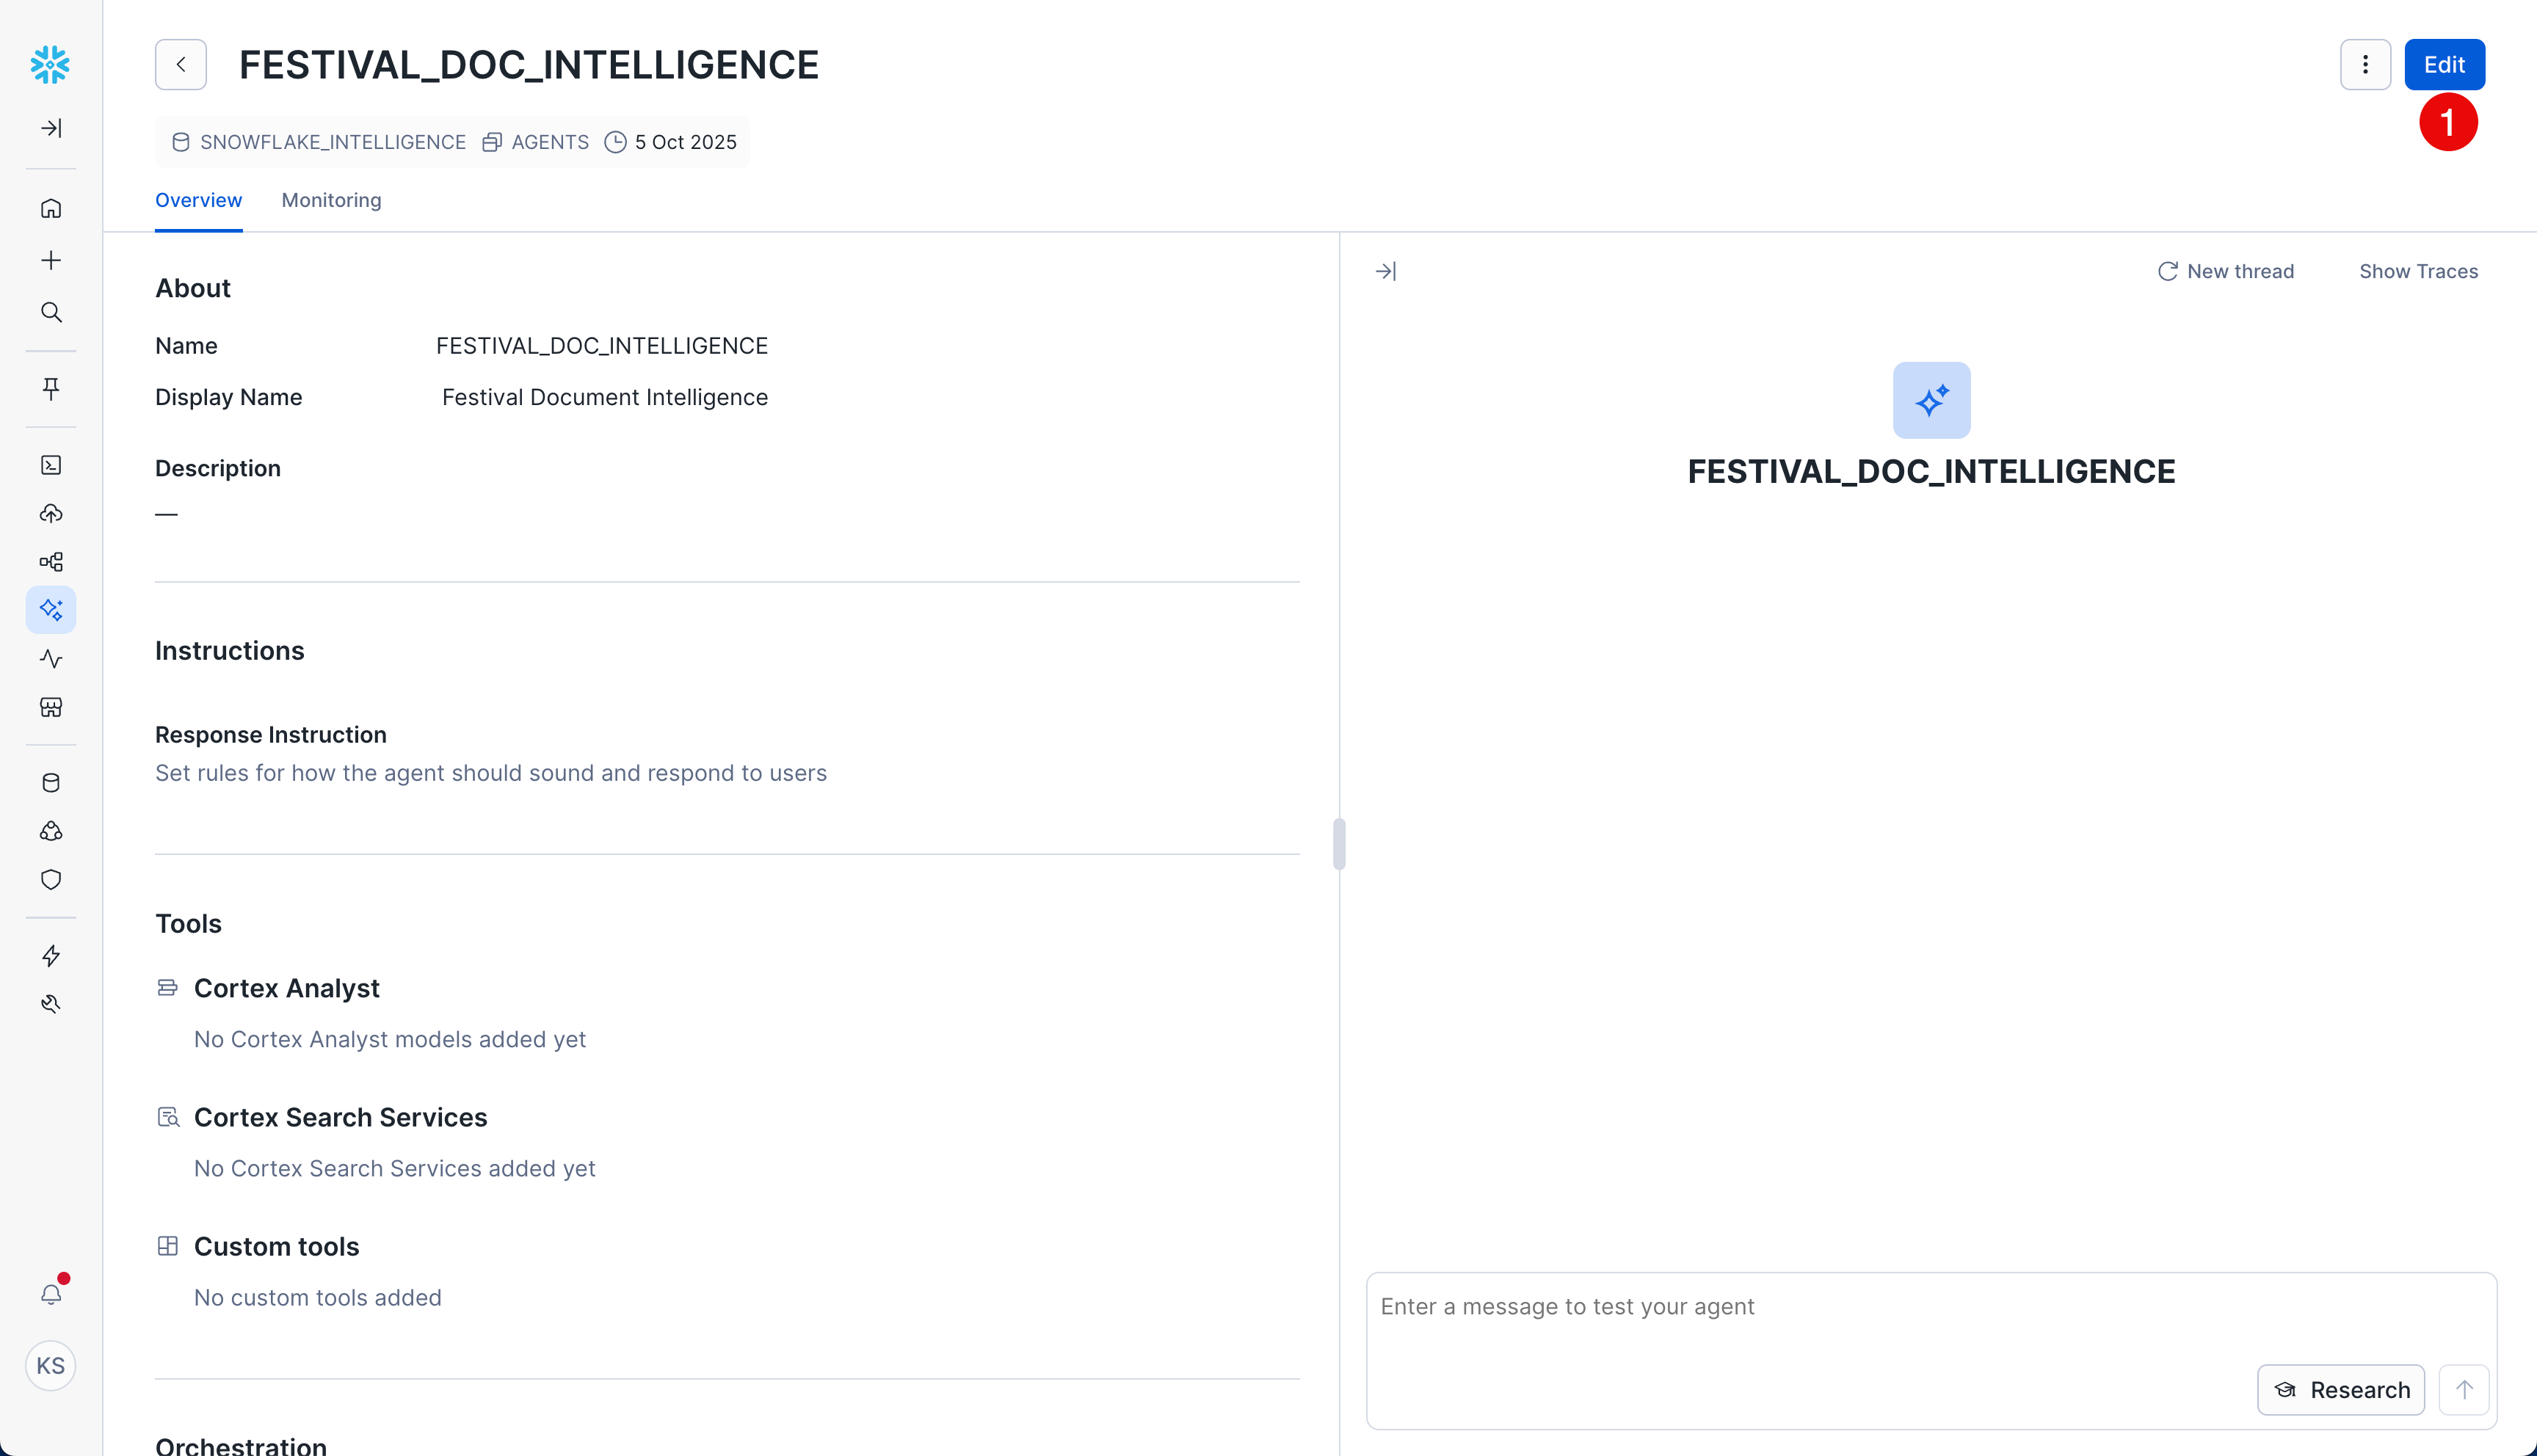 FESTIVAL_DOC_INTELLIGENCE
Edit
1
SNOWFLAKE_INTELLIGENCE AGENTS 5 Oct 2025
Overview Monitoring
About
Name FESTIVAL_DOC_INTELLIGENCE
Display Name Festival Document Intelligence
Description
—
Instructions
Response Instruction
Set rules for how the agent should sound and respond to users
Tools
Cortex Analyst
No Cortex Analyst models added yet
Cortex Search Services
No Cortex Search Services added yet
Custom tools
No custom tools added
Orchestration
New thread Show Traces
FESTIVAL_DOC_INTELLIGENCE
Enter a message to test your agent
Research
KS